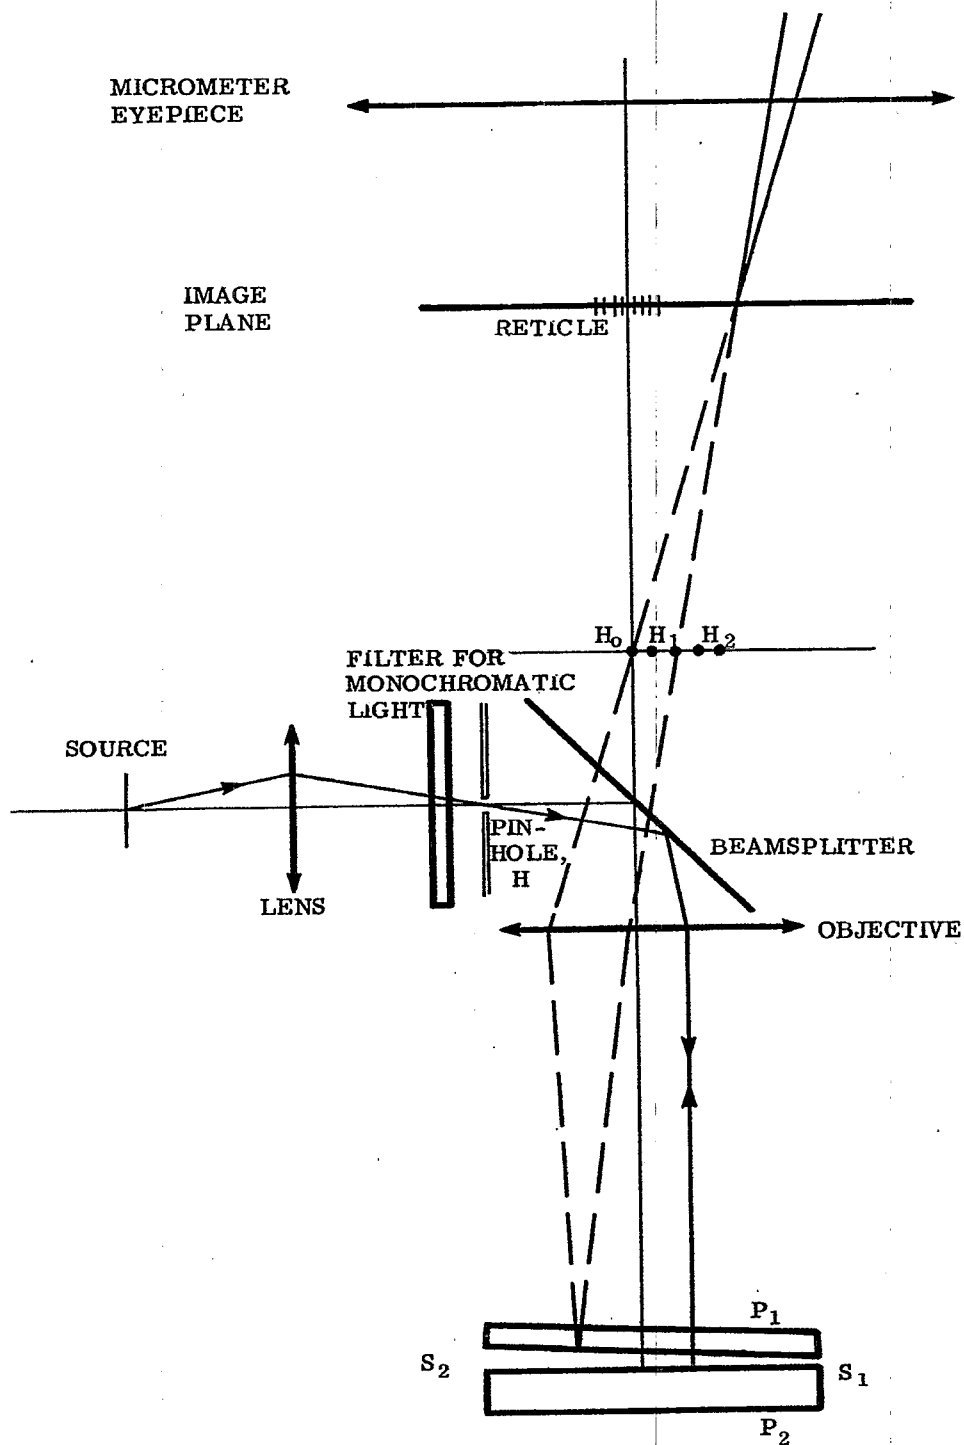 MICROMETER
EYEPIECE
IMAGE
PLANE
RETICLE
H₀ H₁ H₂
FILTER FOR
MONOCHROMATIC
LIGHT
SOURCE
PIN-
HOLE,
H
BEAMSPLITTER
LENS
OBJECTIVE
P₁
S₂
S₁
P₂